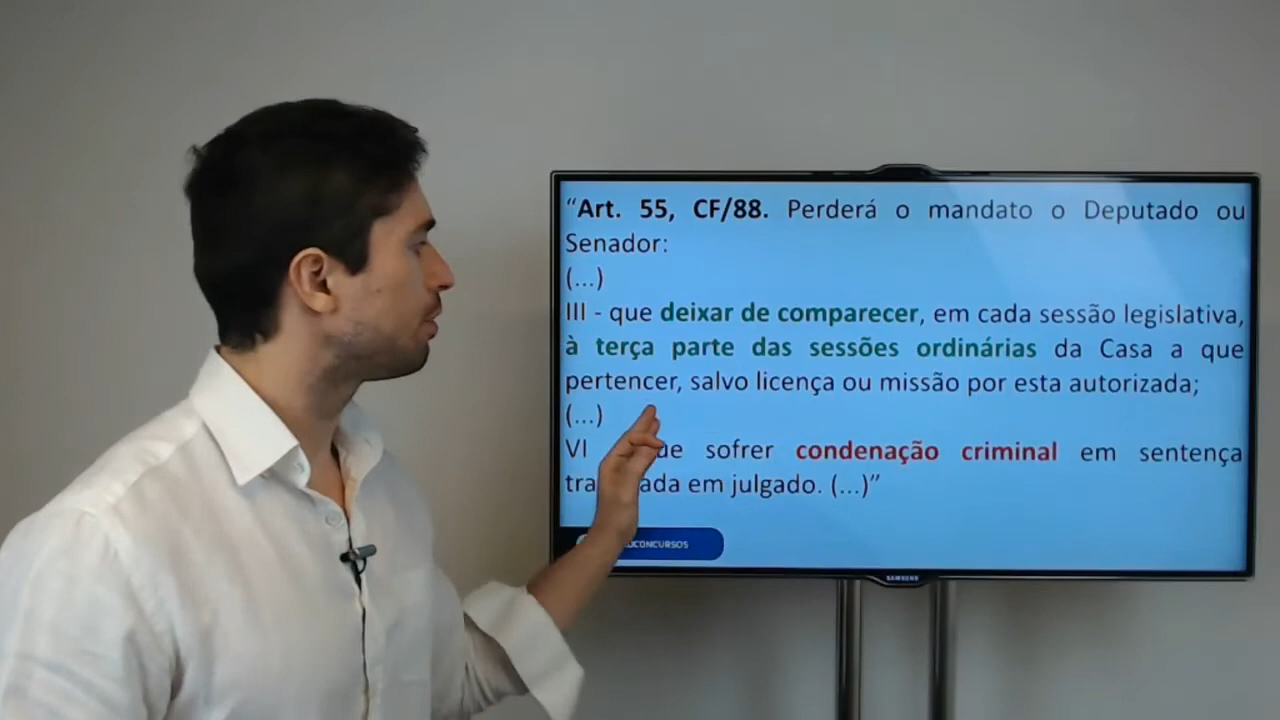 “Art. 55, CF/88. Perderá o mandato o Deputado ou
Senador:
(...)
III - que deixar de comparecer, em cada sessão legislativa,
à terça parte das sessões ordinárias da Casa a que
pertencer, salvo licença ou missão por esta autorizada;
(...)
VI sofrer condenação criminal em sentença
em julgado. (...)”
SAMSUNG